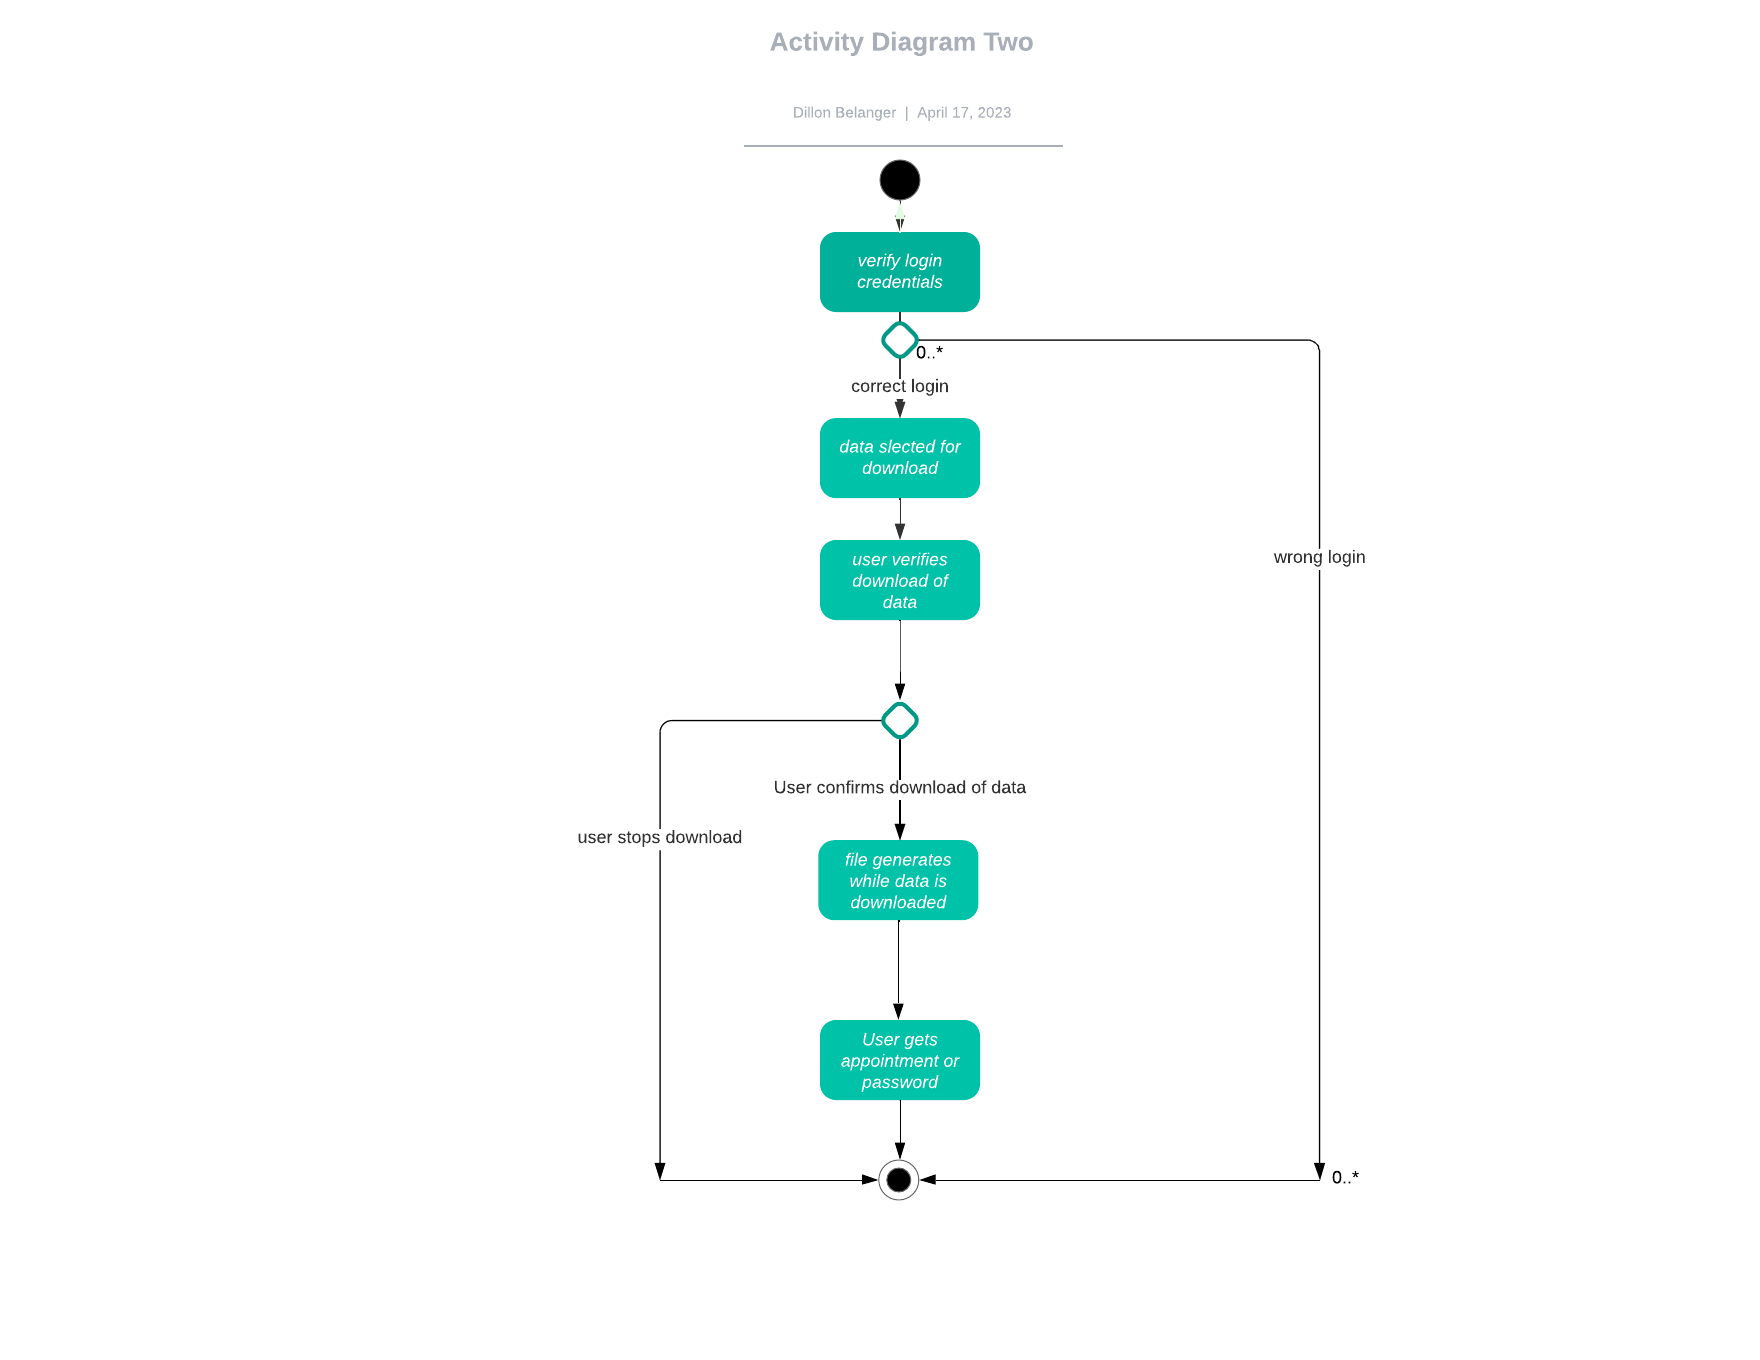 Activity Diagram Two
Dillon Belanger | April 17, 2023
verify login
credentials
0..*
correct login
data slected for
download
wrong login
user verifies
download of
data
User confirms download of data
user stops download
file generates
while data is
downloaded
User gets
appointment or
password
0..*